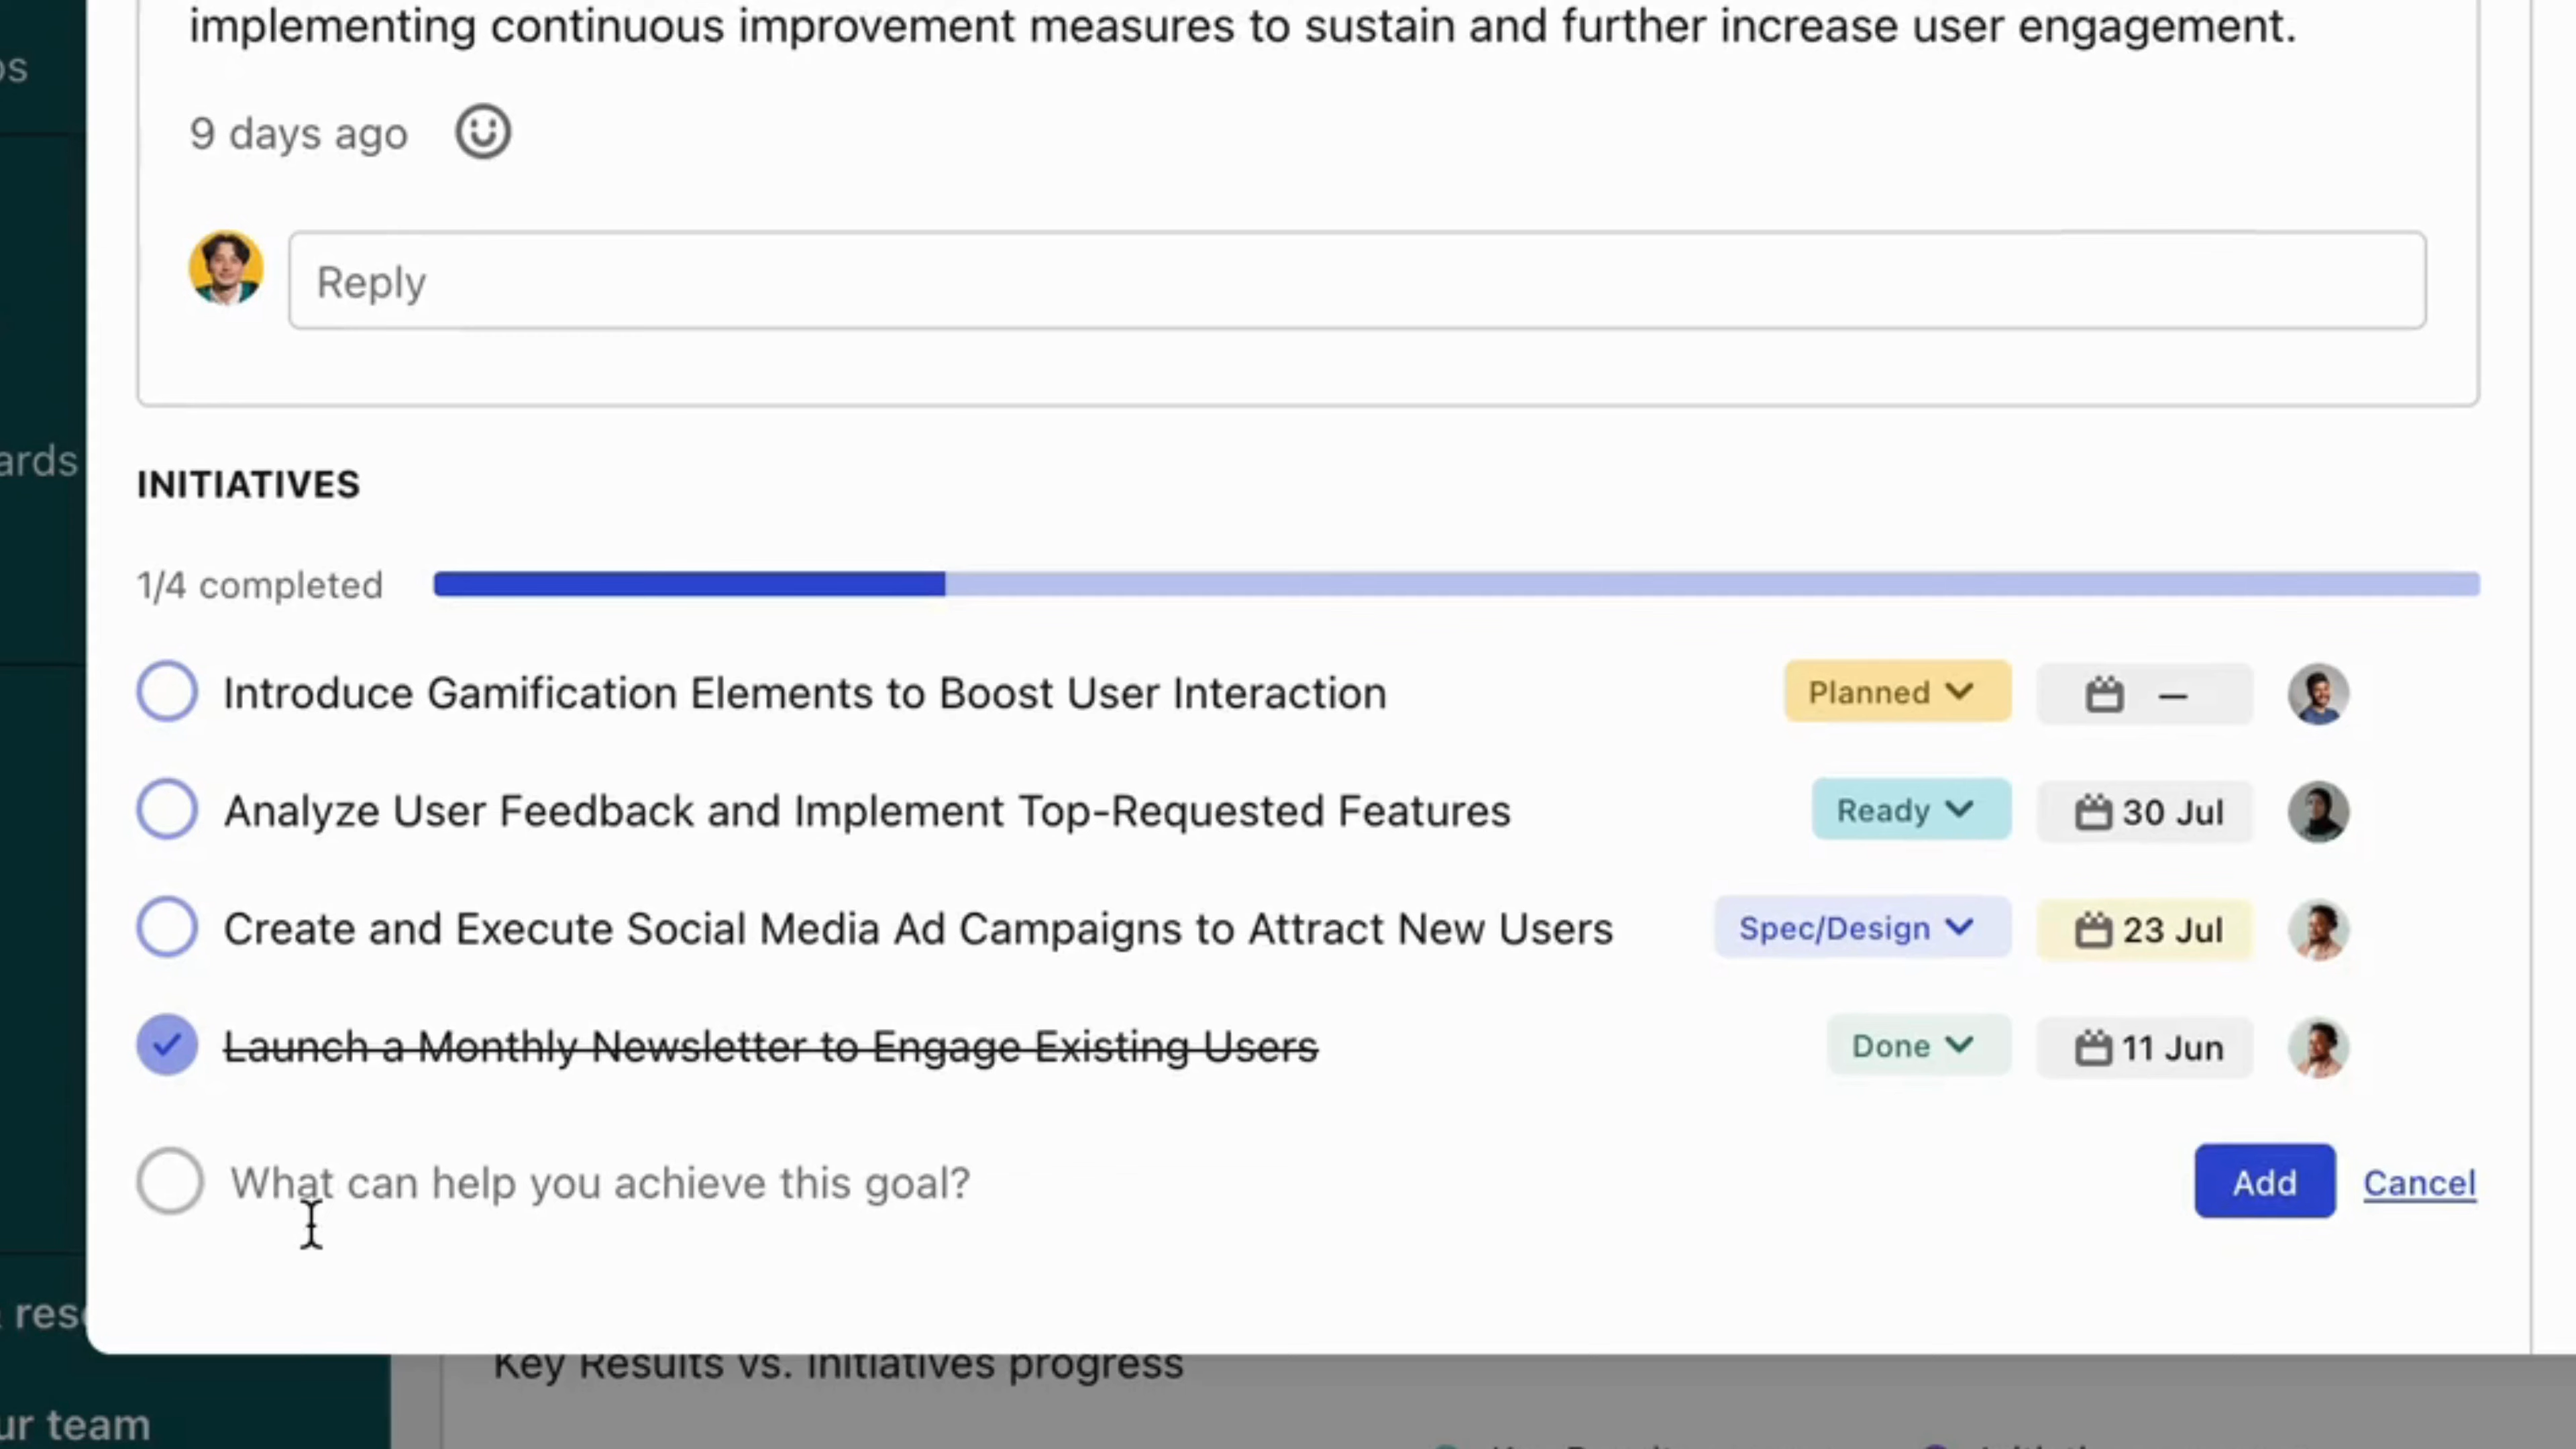 implementing continuous improvement measures to sustain and further increase user engagement.
9 days ago
Reply
ards
INITIATIVES
1/4 completed
Introduce Gamification Elements to Boost User Interaction Planned –
Analyze User Feedback and Implement Top-Requested Features Ready 30 Jul
Create and Execute Social Media Ad Campaigns to Attract New Users Spec/Design 23 Jul
Launch a Monthly Newsletter to Engage Existing Users Done 11 Jun
What can help you achieve this goal? Add Cancel
Key Results vs. Initiatives progress
ur team